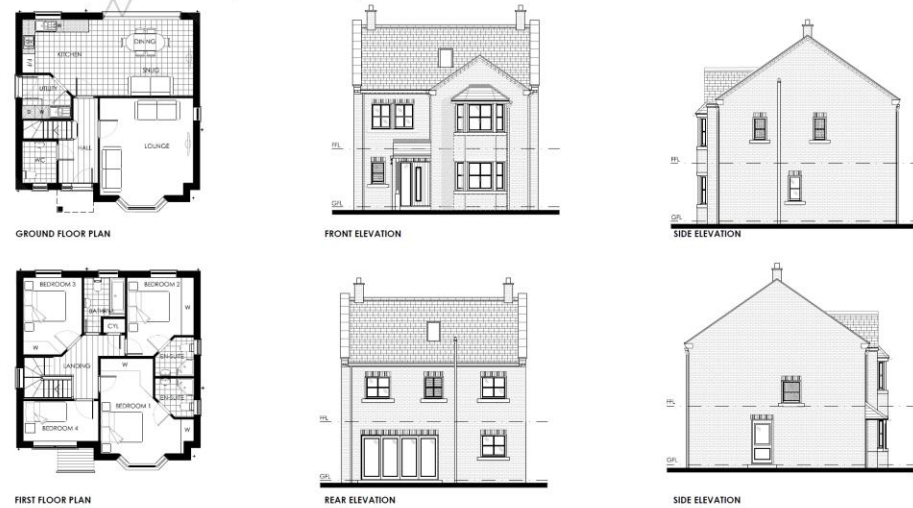 KITCHEN
DINING
SNUG
UTILITY
LOUNGE
HALL
WC
GROUND FLOOR PLAN
FFL
GFL
FRONT ELEVATION
FFL
GFL
SIDE ELEVATION
BEDROOM 3
BEDROOM 2
W
CYL
W
EN-SUITE
LANDING
W
EN-SUITE
BEDROOM 1
BEDROOM 4
W
FIRST FLOOR PLAN
FFL
GFL
REAR ELEVATION
FFL
GFL
SIDE ELEVATION